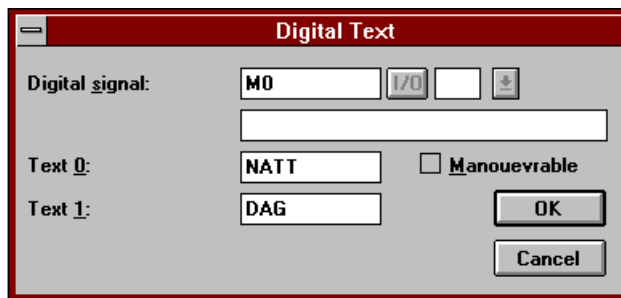 Digital Text
Digital signal: M0 I/O
Text 0: NATT Manouevrable
Text 1: DAG OK
Cancel